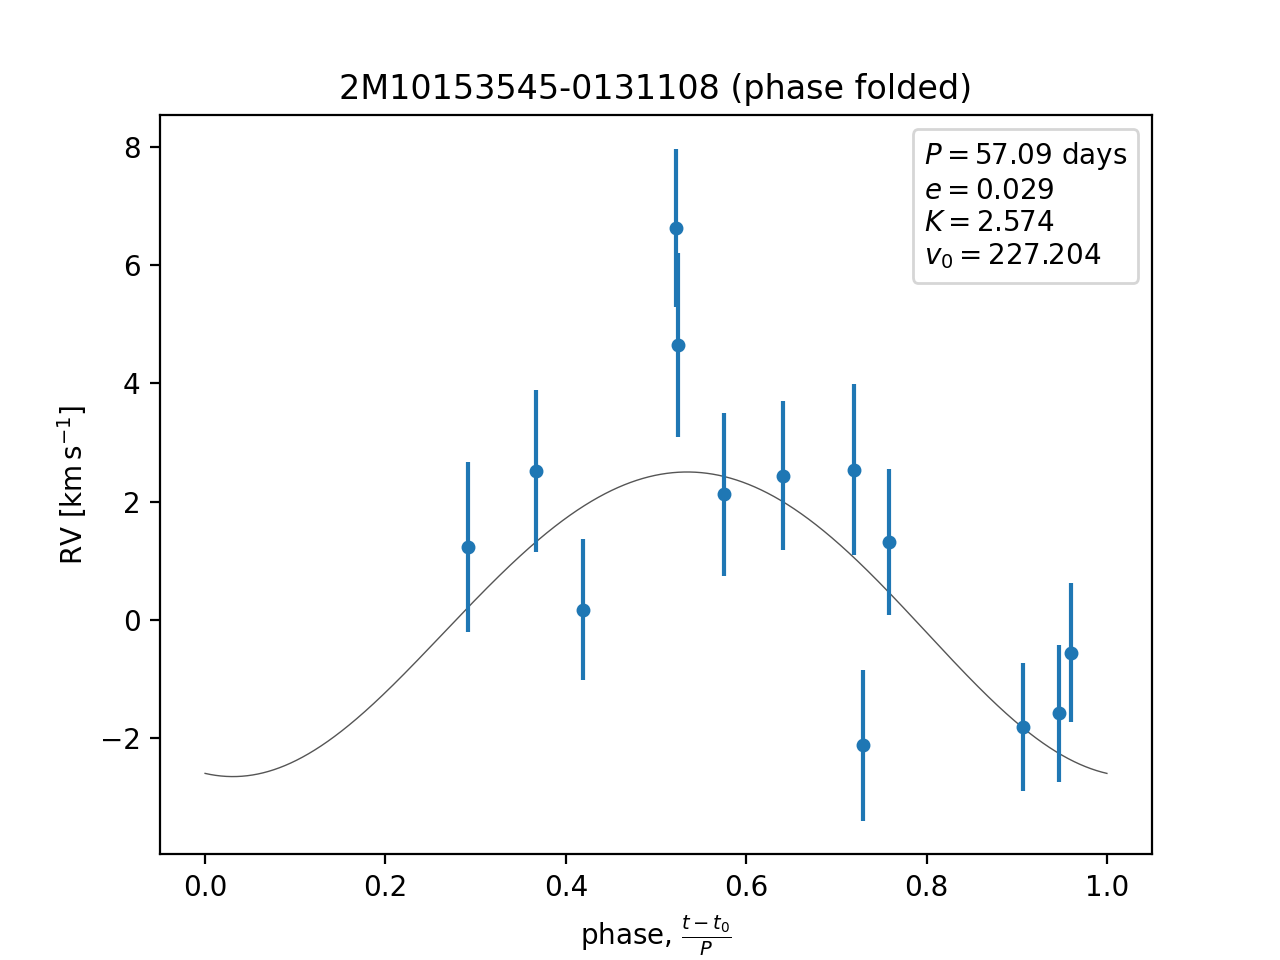 2M10153545-0131108 (phase folded)
P = 57.09 days
e = 0.029
K = 2.574
v₀ = 227.204
RV [km s⁻¹]
8
6
4
2
0
−2
0.0 0.2 0.4 0.6 0.8 1.0
phase, (t − t₀)/P